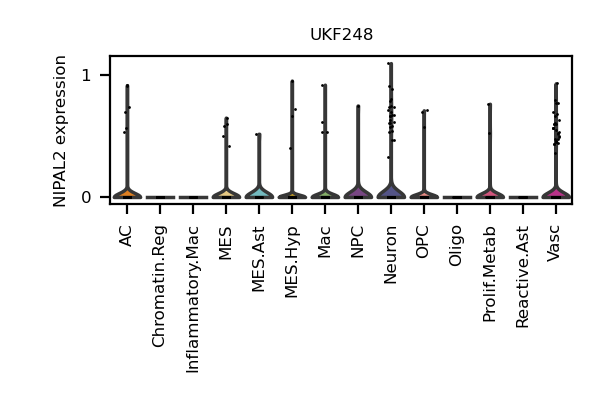 UKF248
NIPAL2 expression
1
0
AC
Chromatin.Reg
Inflammatory.Mac
MES
MES.Ast
MES.Hyp
Mac
NPC
Neuron
OPC
Oligo
Prolif.Metab
Reactive.Ast
Vasc